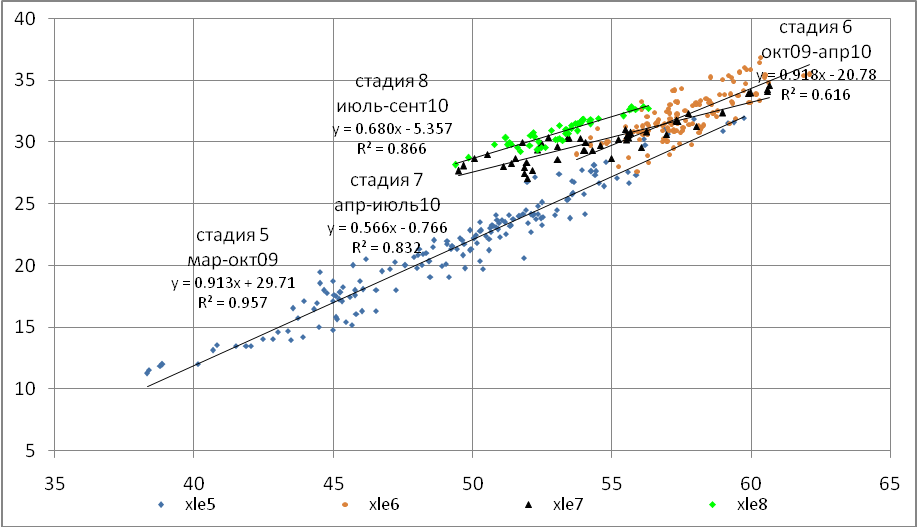 40
35
30
25
20
15
10
5
стадия 6
окт09-апр10
y = 0.918x - 20.78
R² = 0.616
стадия 8
июль-сент10
y = 0.680x - 5.357
R² = 0.866
стадия 7
апр-июль10
y = 0.566x - 0.766
R² = 0.832
стадия 5
мар-окт09
y = 0.913x + 29.71
R² = 0.957
35 40 45 50 55 60 65
xle5 xle6 xle7 xle8